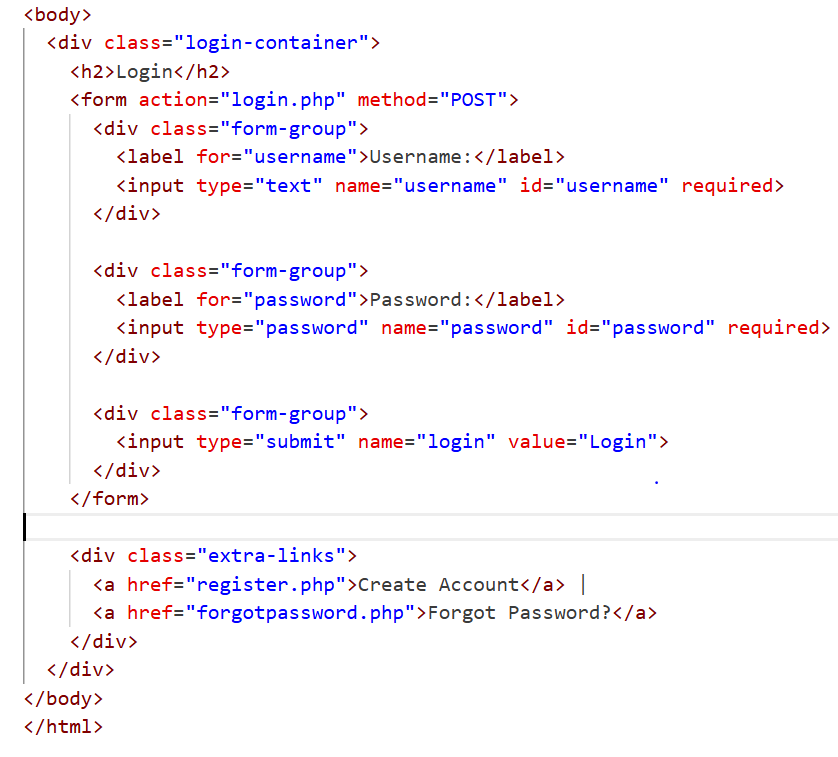 <body>
<div class="login-container">
<h2>Login</h2>
<form action="login.php" method="POST">
<div class="form-group">
<label for="username">Username:</label>
<input type="text" name="username" id="username" required>
</div>
<div class="form-group">
<label for="password">Password:</label>
<input type="password" name="password" id="password" required>
</div>
<div class="form-group">
<input type="submit" name="login" value="Login">
</div>
</form>
<div class="extra-links">
<a href="register.php">Create Account</a> |
<a href="forgotpassword.php">Forgot Password?</a>
</div>
</div>
</body>
</html>